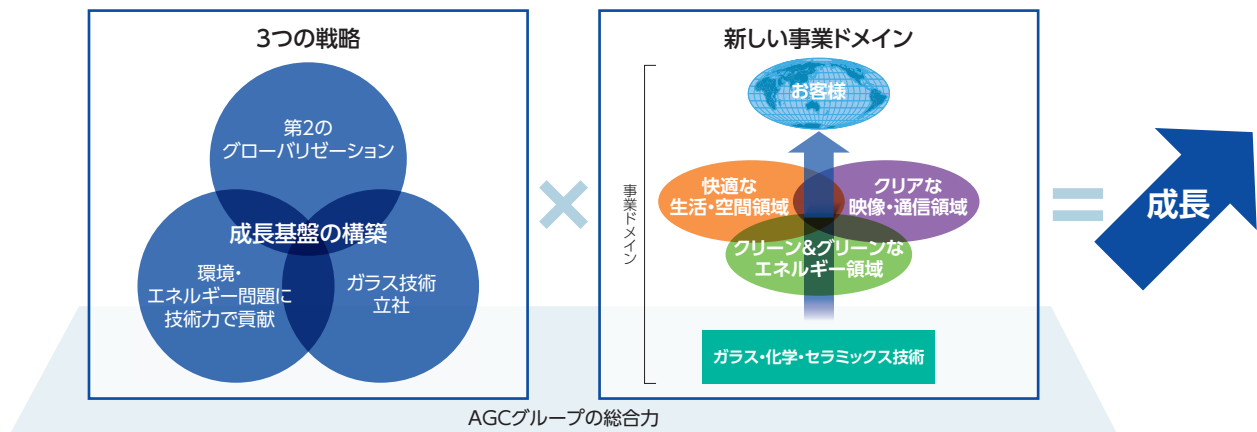 3つの戦略
第2の
グローバリゼーション
成長基盤の構築
環境・
エネルギー問題に
技術力で貢献
ガラス技術
立社
×
新しい事業ドメイン
事業ドメイン
お客様
快適な
生活・空間領域
クリアな
映像・通信領域
クリーン&グリーンな
エネルギー領域
ガラス・化学・セラミックス技術
=
成長
AGCグループの総合力